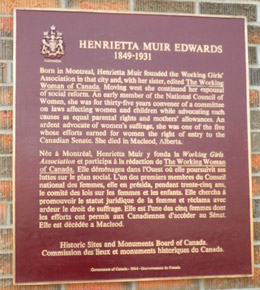 HENRIETTA MUIR EDWARDS
1849-1931
Born in Montreal, Henrietta Muir founded the Working Girls'
Association in that city and, with her sister, edited The Working
Woman of Canada. Moving west she continued her espousal
of social reform. An early member of the National Council of
Women, she was for thirty-five years convener of a committee
on laws affecting women and children while advocating such
causes as equal parental rights and mothers' allowances. An
ardent advocate of women's suffrage, she was one of the five
whose efforts earned for women the right of entry to the
Canadian Senate. She died in Macleod, Alberta.
Née à Montréal, Henrietta Muir y fonda la Working Girls
Association et participa à la rédaction de The Working Woman
of Canada. Elle déménagea dans l'Ouest où elle poursuivit ses
luttes sur le plan social. L'un des premiers membres du Conseil
national des femmes, elle en présida, pendant trente-cinq ans,
le comité des lois sur les femmes et les enfants. Elle chercha à
promouvoir le statut juridique de la femme et réclama avec
ardeur le droit de suffrage. Elle est l'une des cinq femmes dont
les efforts ont permis aux Canadiennes d'accéder au Sénat.
Elle est décédée à Macleod.
Historic Sites and Monuments Board of Canada.
Commission des lieux et monuments historiques du Canada.
Government of Canada - 1964 - Gouvernement du Canada